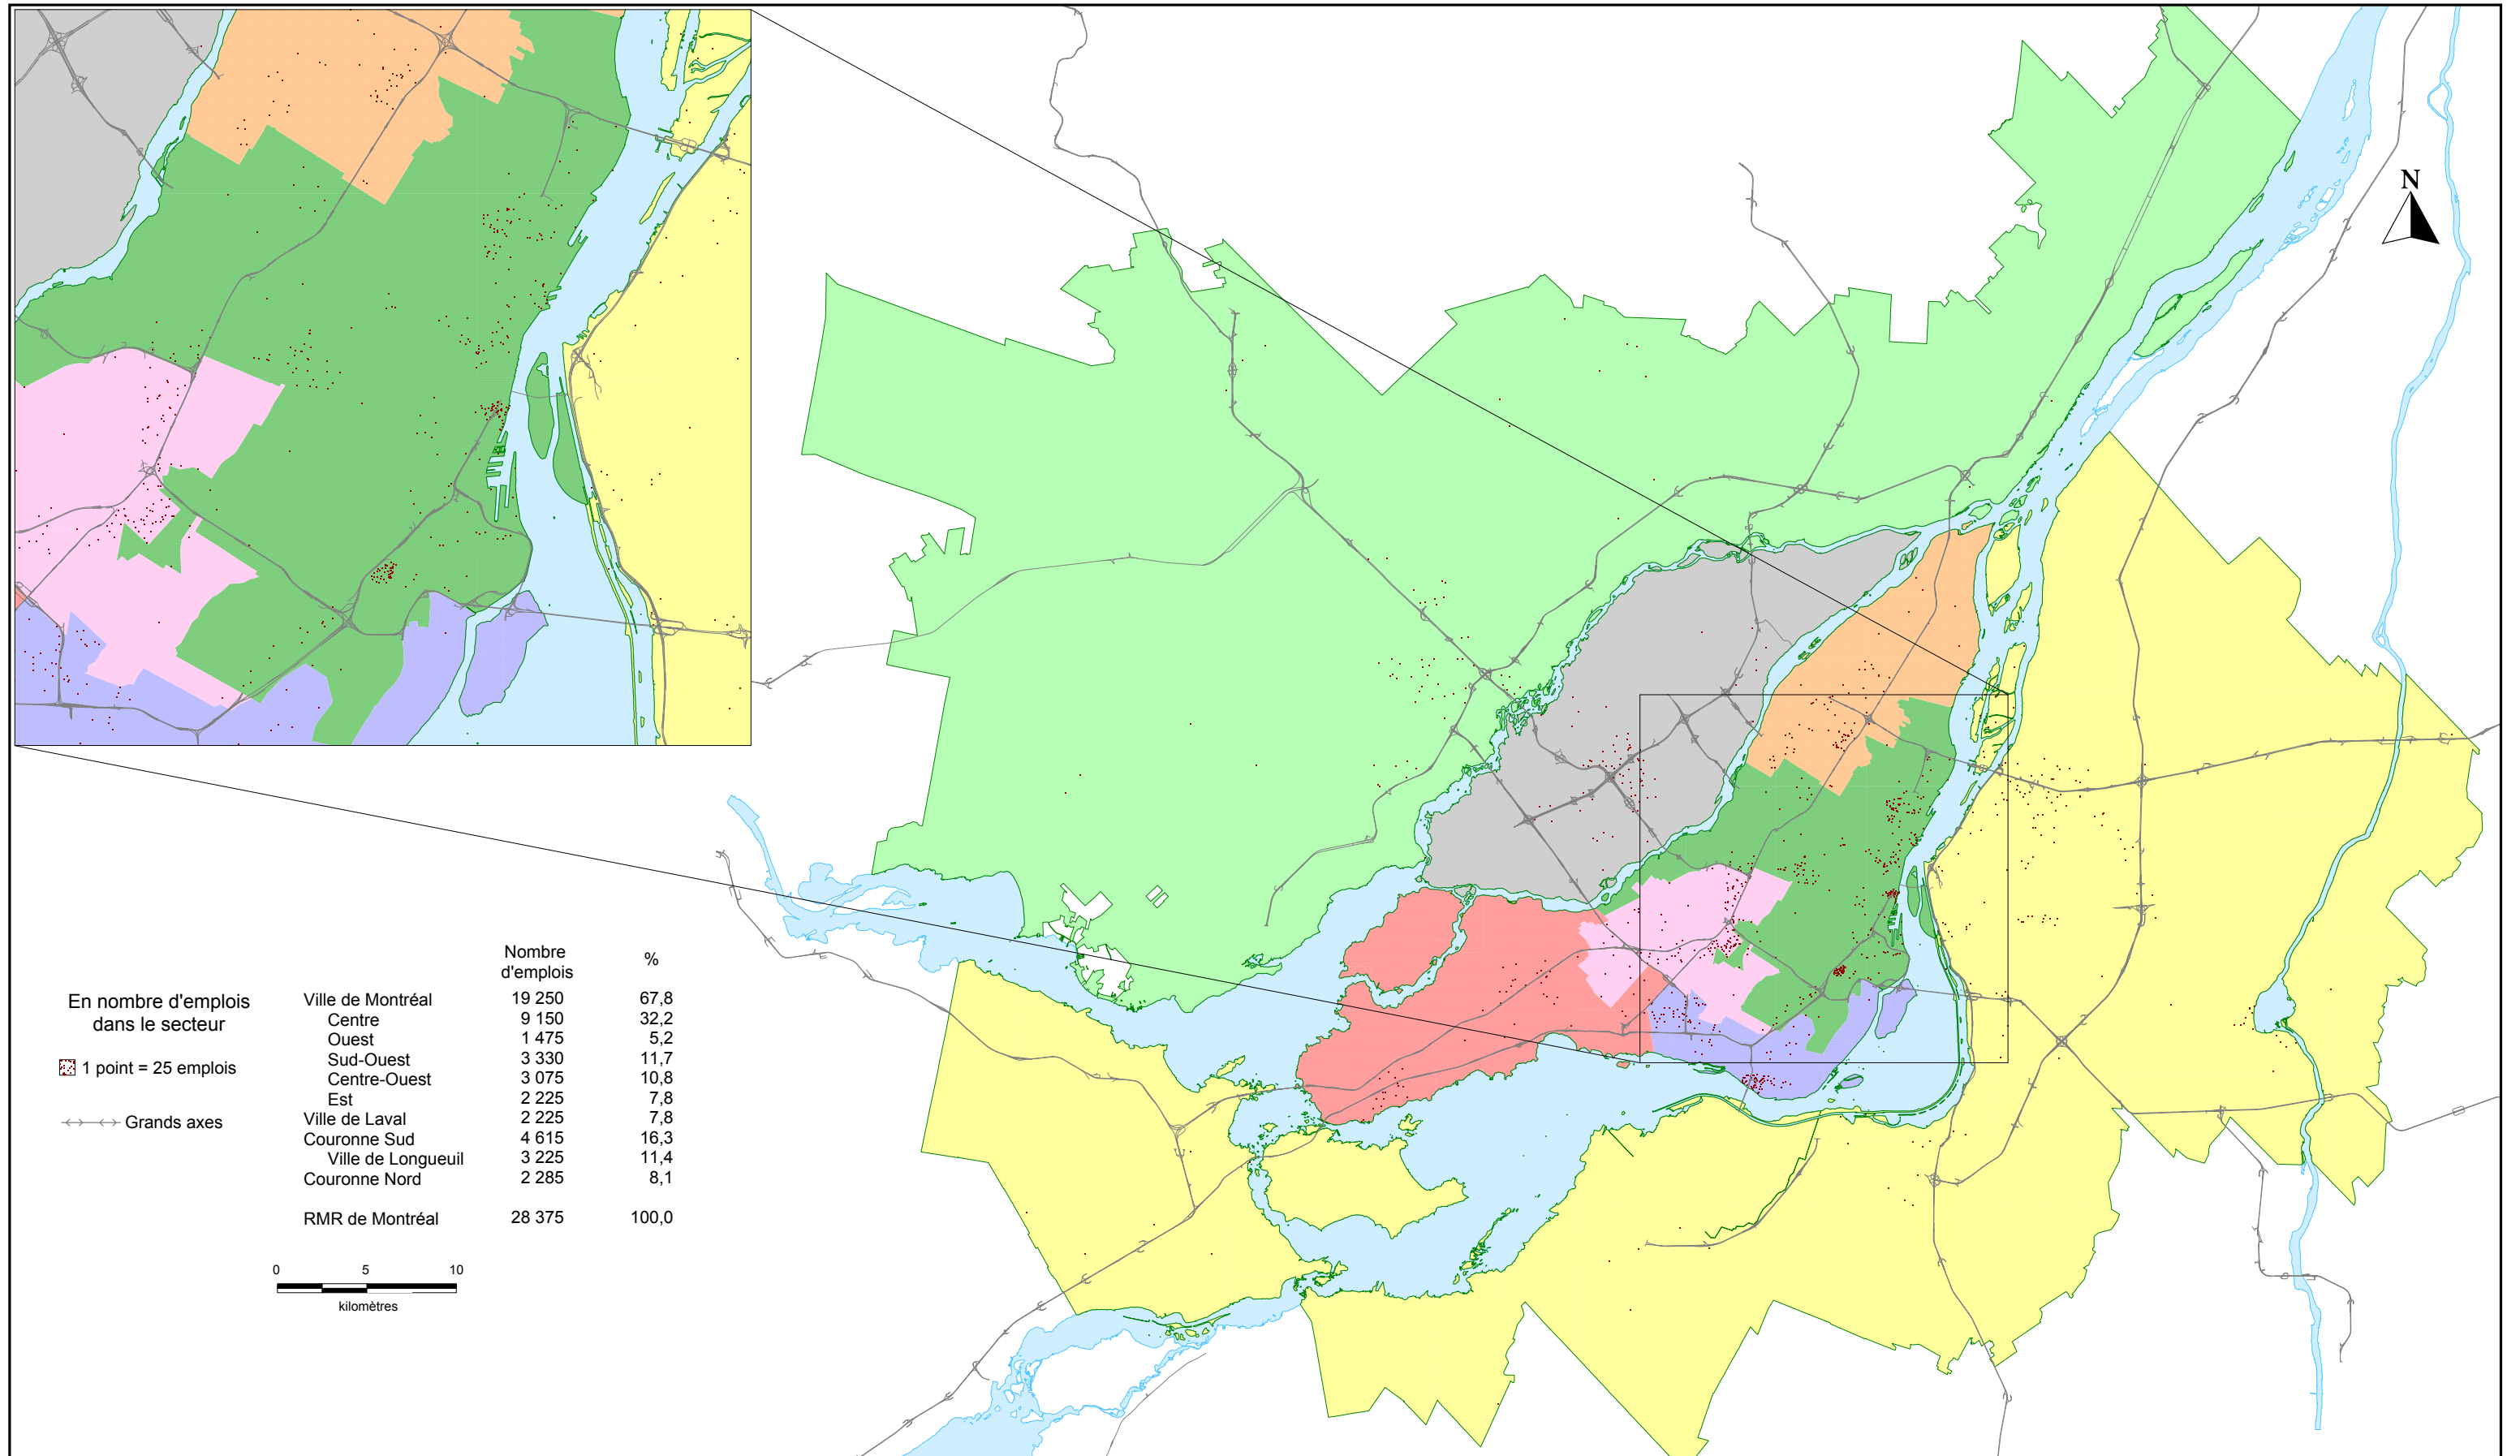 N
Nombre
d'emplois
%
En nombre d'emplois
dans le secteur
1 point = 25 emplois
Grands axes
Ville de Montréal 19 250 67,8
Centre 9 150 32,2
Ouest 1 475 5,2
Sud-Ouest 3 330 11,7
Centre-Ouest 3 075 10,8
Est 2 225 7,8
Ville de Laval 2 225 7,8
Couronne Sud 4 615 16,3
Ville de Longueuil 3 225 11,4
Couronne Nord 2 285 8,1
RMR de Montréal 28 375 100,0
0 5 10
kilomètres